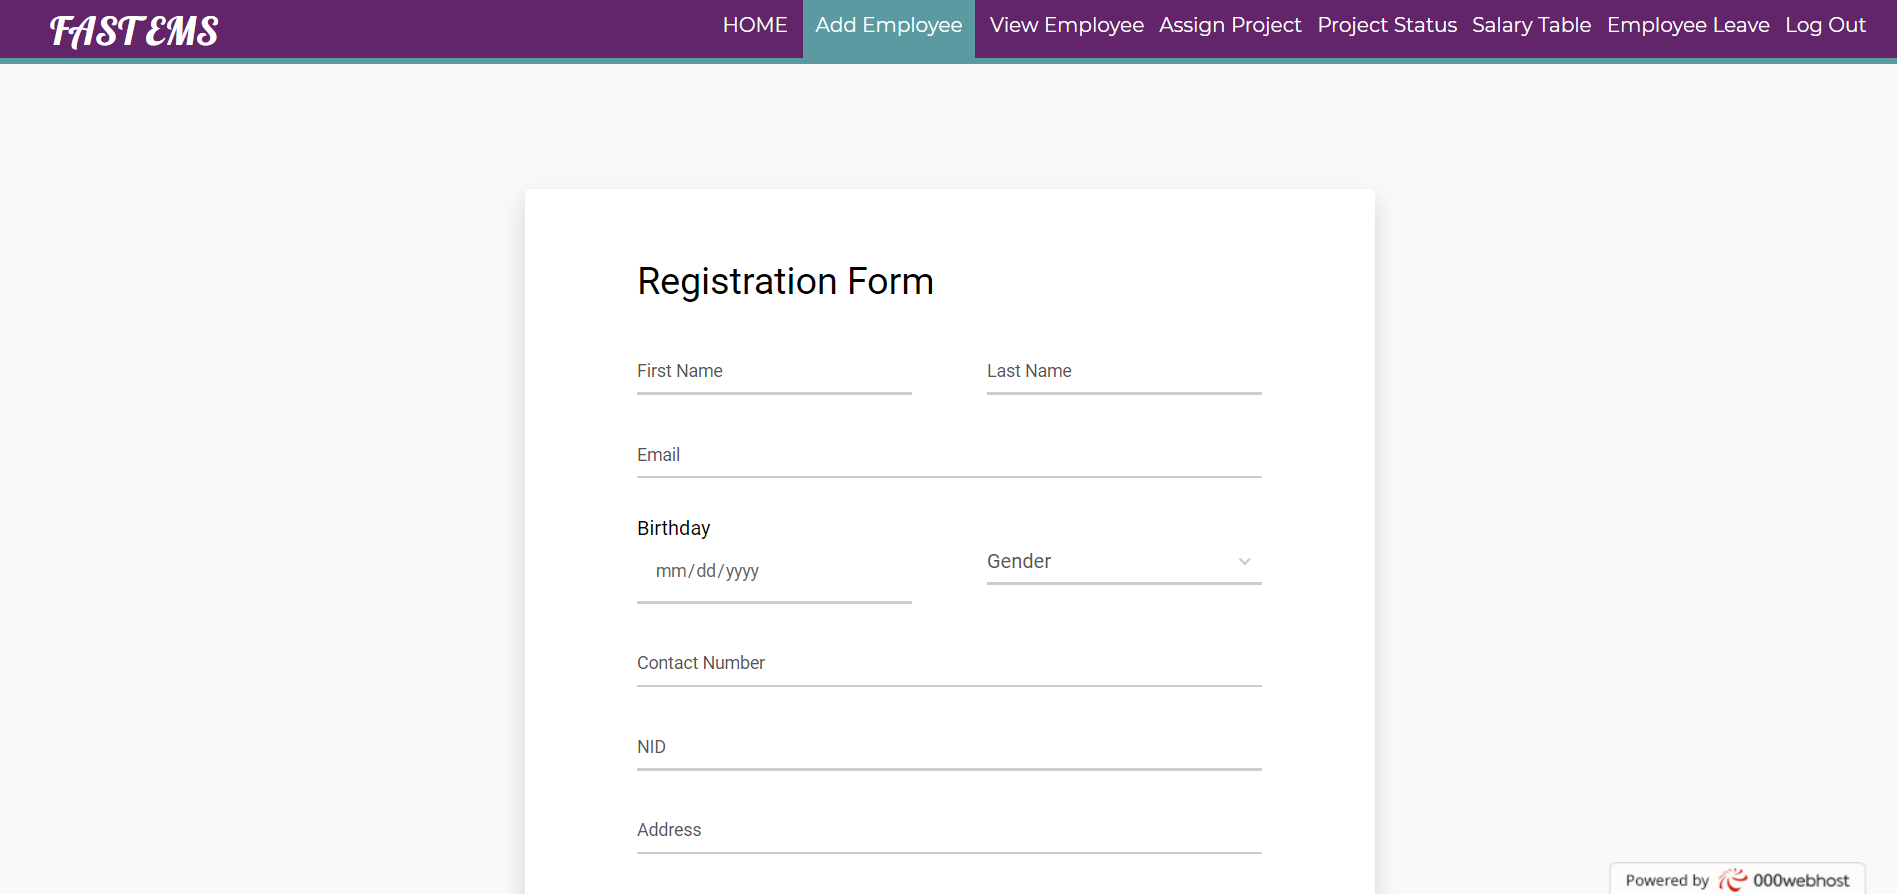 FAST EMS
HOME Add Employee View Employee Assign Project Project Status Salary Table Employee Leave Log Out
Registration Form
First Name Last Name
Email
Birthday
Gender
mm/dd/yyyy
Contact Number
NID
Address
Powered by 000webhost